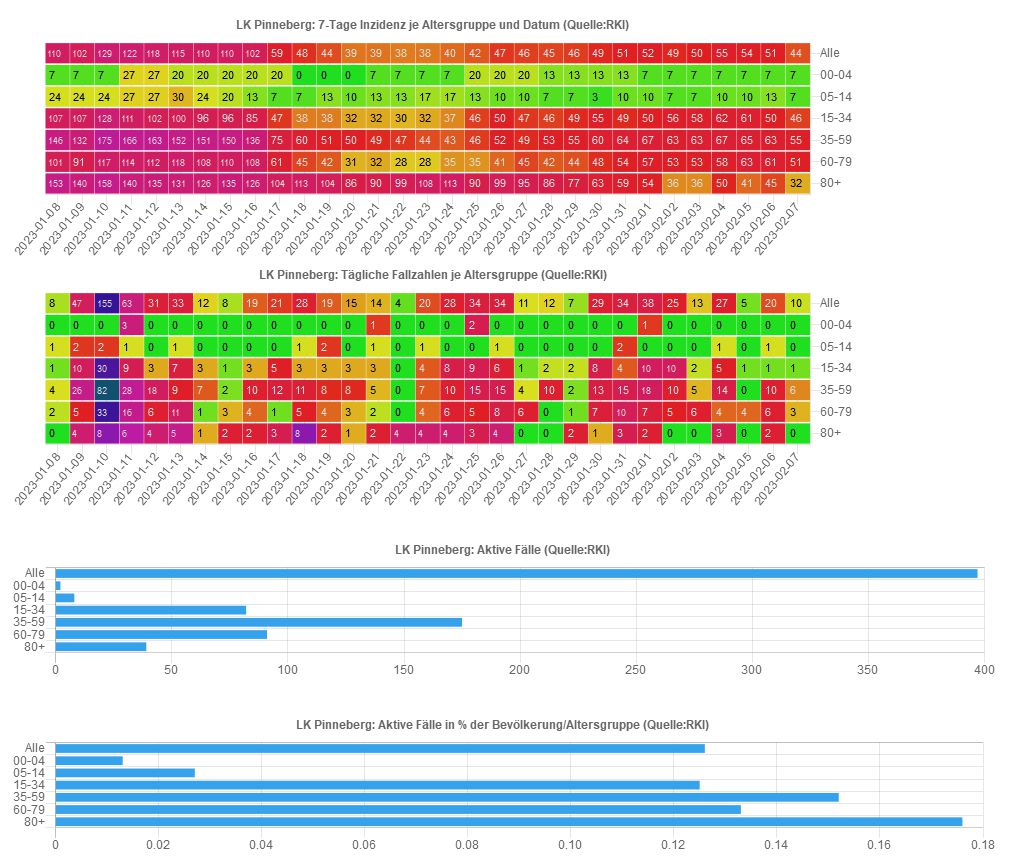 LK Pinneberg: 7-Tage Inzidenz je Altersgruppe und Datum (Quelle:RKI)
110 102 129 122 118 115 110 110 102 59 48 44 39 39 38 38 40 42 47 46 45 46 49 51 52 49 50 55 54 51 44 Alle
7 7 7 27 27 20 20 20 20 20 0 0 0 7 7 7 7 20 20 20 13 13 13 13 7 7 7 7 7 7 7 00-04
24 24 24 27 27 30 24 20 13 7 7 13 10 13 13 17 17 13 10 10 7 7 3 10 10 7 7 10 10 13 7 05-14
107 107 128 111 102 100 96 96 85 47 38 38 32 32 30 32 37 46 50 47 46 49 55 49 50 56 58 62 61 50 46 15-34
146 132 175 166 163 152 151 150 136 75 60 51 50 49 47 44 43 46 52 49 53 55 60 64 67 63 63 67 65 63 55 35-59
101 91 117 114 112 118 108 110 108 61 45 42 31 32 28 28 35 35 41 45 42 44 48 54 57 53 53 58 63 61 51 60-79
153 140 158 140 135 131 126 135 126 104 113 104 86 90 99 108 113 90 99 95 86 77 63 59 54 36 36 50 41 45 32 80+
2023-01-08 2023-01-09 2023-01-10 2023-01-11 2023-01-12 2023-01-13 2023-01-14 2023-01-15 2023-01-16 2023-01-17 2023-01-18 2023-01-19 2023-01-20 2023-01-21 2023-01-22 2023-01-23 2023-01-24 2023-01-25 2023-01-26 2023-01-27 2023-01-28 2023-01-29 2023-01-30 2023-01-31 2023-02-01 2023-02-02 2023-02-03 2023-02-04 2023-02-05 2023-02-06 2023-02-07
LK Pinneberg: Tägliche Fallzahlen je Altersgruppe (Quelle:RKI)
8 47 155 63 31 33 12 8 19 21 28 19 15 14 4 20 28 34 34 11 12 7 29 34 38 25 13 27 5 20 10 Alle
0 0 0 3 0 0 0 0 0 0 0 0 0 1 0 0 0 2 0 0 0 0 0 0 1 0 0 0 0 0 0 00-04
1 2 2 1 0 1 0 0 0 0 1 2 0 1 0 1 0 0 1 0 0 0 0 2 0 0 0 1 0 1 0 05-14
1 10 30 9 3 7 3 1 3 5 3 3 3 3 0 4 8 9 6 1 2 2 8 4 10 10 2 5 1 1 1 15-34
4 26 82 28 18 9 7 2 10 12 11 8 8 5 0 7 10 15 15 4 10 2 13 15 18 10 5 14 0 10 6 35-59
2 5 33 16 6 11 1 3 4 1 5 4 3 2 0 4 6 5 8 6 0 1 7 10 7 5 6 4 4 6 3 60-79
0 4 8 6 4 5 1 2 2 3 8 2 1 2 4 4 4 3 4 0 0 2 1 3 2 0 0 3 0 2 0 80+
2023-01-08 2023-01-09 2023-01-10 2023-01-11 2023-01-12 2023-01-13 2023-01-14 2023-01-15 2023-01-16 2023-01-17 2023-01-18 2023-01-19 2023-01-20 2023-01-21 2023-01-22 2023-01-23 2023-01-24 2023-01-25 2023-01-26 2023-01-27 2023-01-28 2023-01-29 2023-01-30 2023-01-31 2023-02-01 2023-02-02 2023-02-03 2023-02-04 2023-02-05 2023-02-06 2023-02-07
LK Pinneberg: Aktive Fälle (Quelle:RKI)
Alle
00-04
05-14
15-34
35-59
60-79
80+
0 50 100 150 200 250 300 350 400
LK Pinneberg: Aktive Fälle in % der Bevölkerung/Altersgruppe (Quelle:RKI)
Alle
00-04
05-14
15-34
35-59
60-79
80+
0 0.02 0.04 0.06 0.08 0.10 0.12 0.14 0.16 0.18